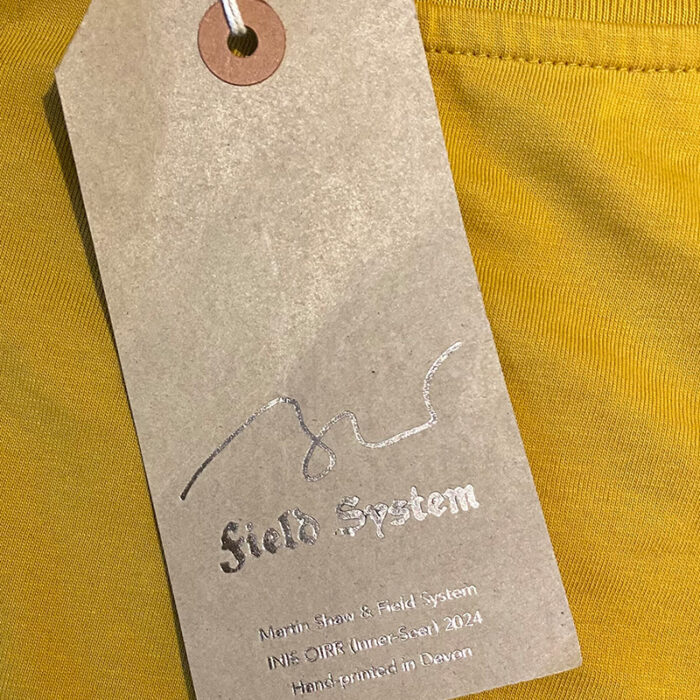 Field System
Martin Shaw & Field System
INIS OIRR (Inner-Seer) 2024
Hand-printed in Devon